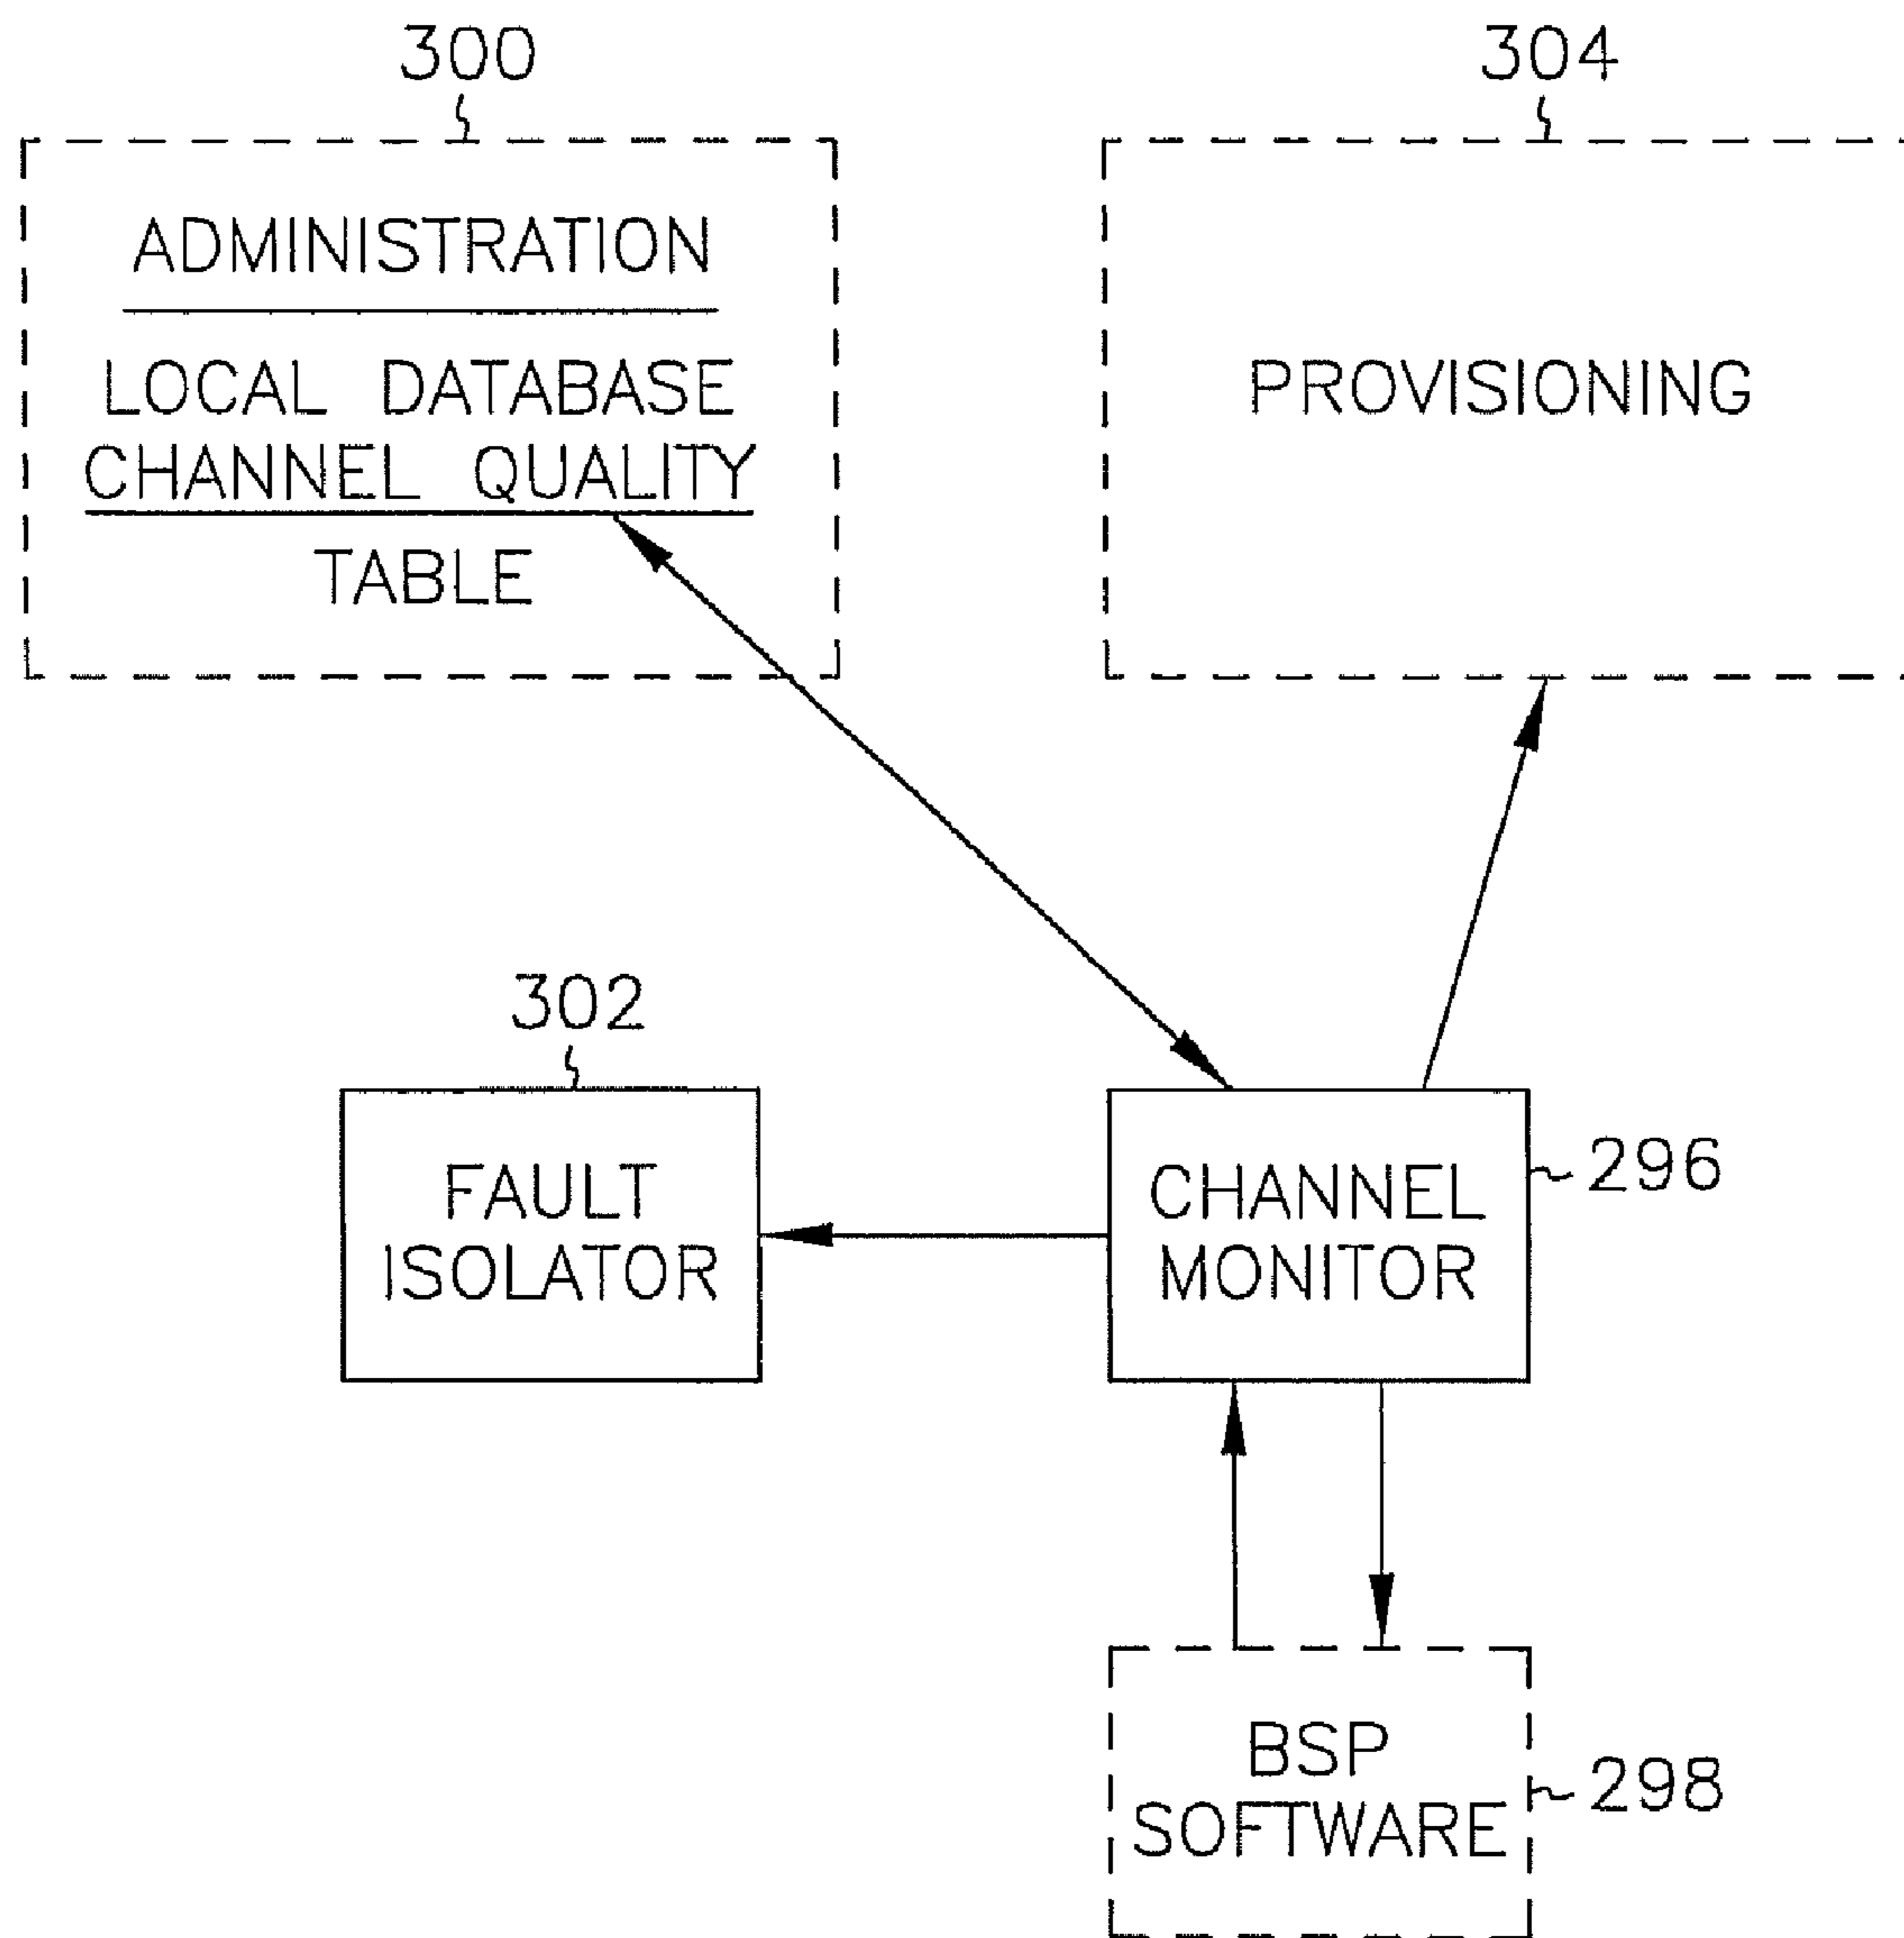 300
304
ADMINISTRATION
LOCAL DATABASE
CHANNEL QUALITY
TABLE
PROVISIONING
302
FAULT
ISOLATOR
CHANNEL
MONITOR
296
BSP
SOFTWARE
298